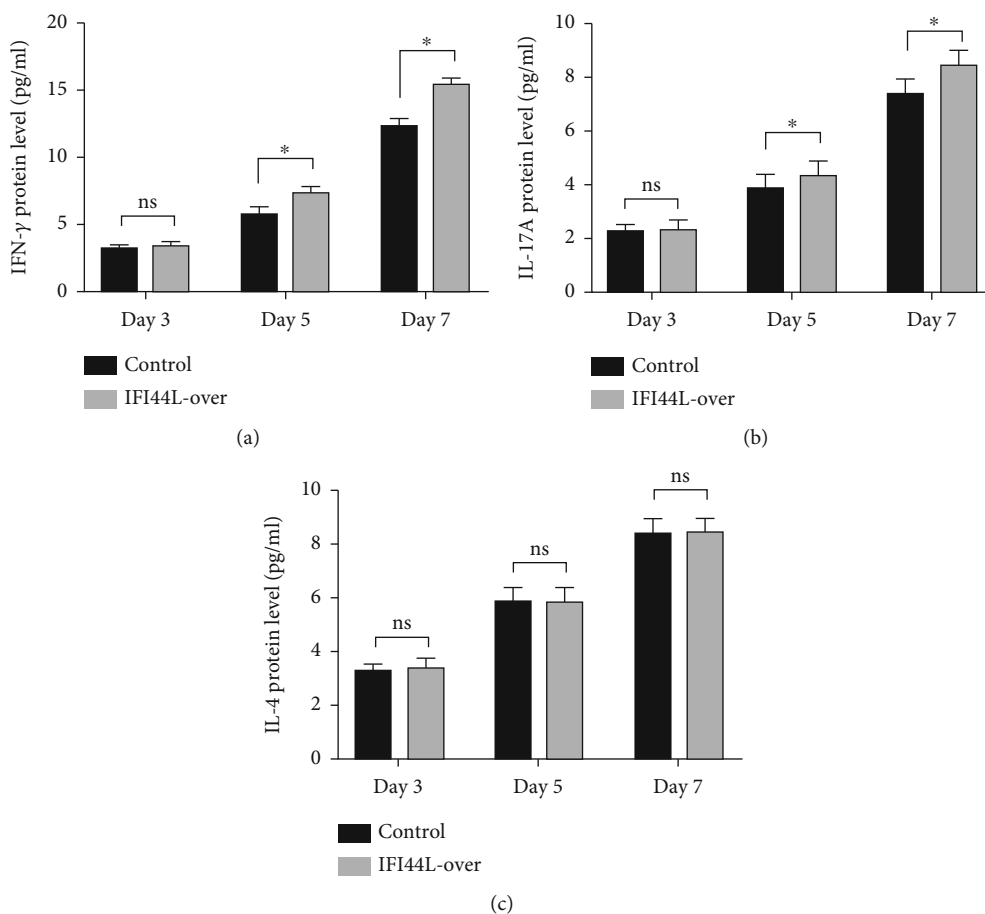 20
15
10
5
0
IFN-γ protein level (pg/ml)
ns
*
*
Day 3 Day 5 Day 7
Control
IFI44L-over
(a)
10
8
6
4
2
0
IL-17A protein level (pg/ml)
ns
*
*
Day 3 Day 5 Day 7
Control
IFI44L-over
(b)
10
8
6
4
2
0
IL-4 protein level (pg/ml)
ns
ns
ns
Day 3 Day 5 Day 7
Control
IFI44L-over
(c)